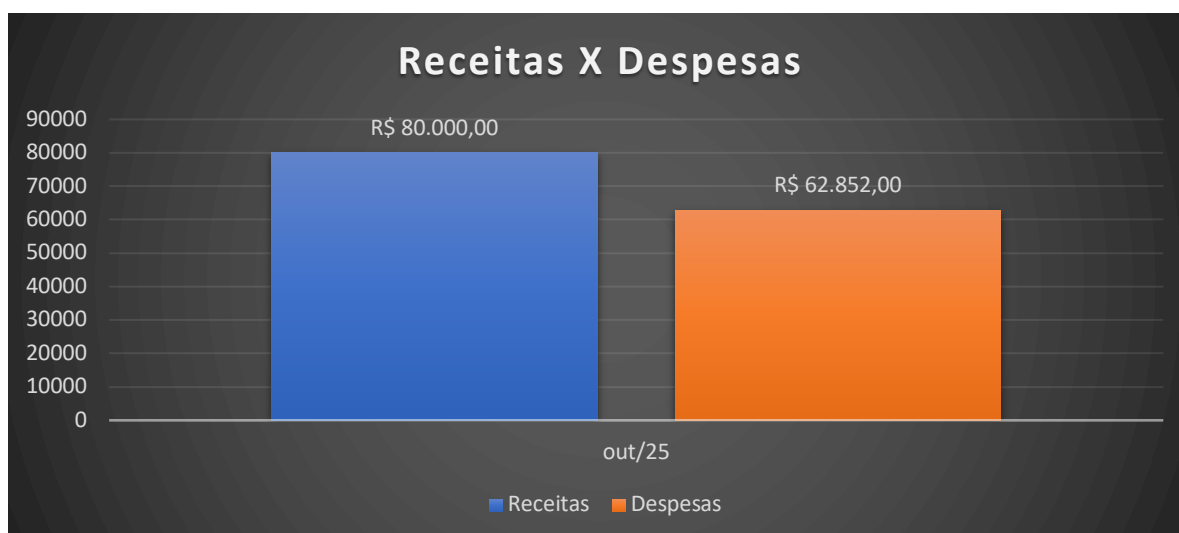 Receitas X Despesas
90000
80000
70000
60000
50000
40000
30000
20000
10000
0
R$ 80.000,00
R$ 62.852,00
out/25
Receitas Despesas